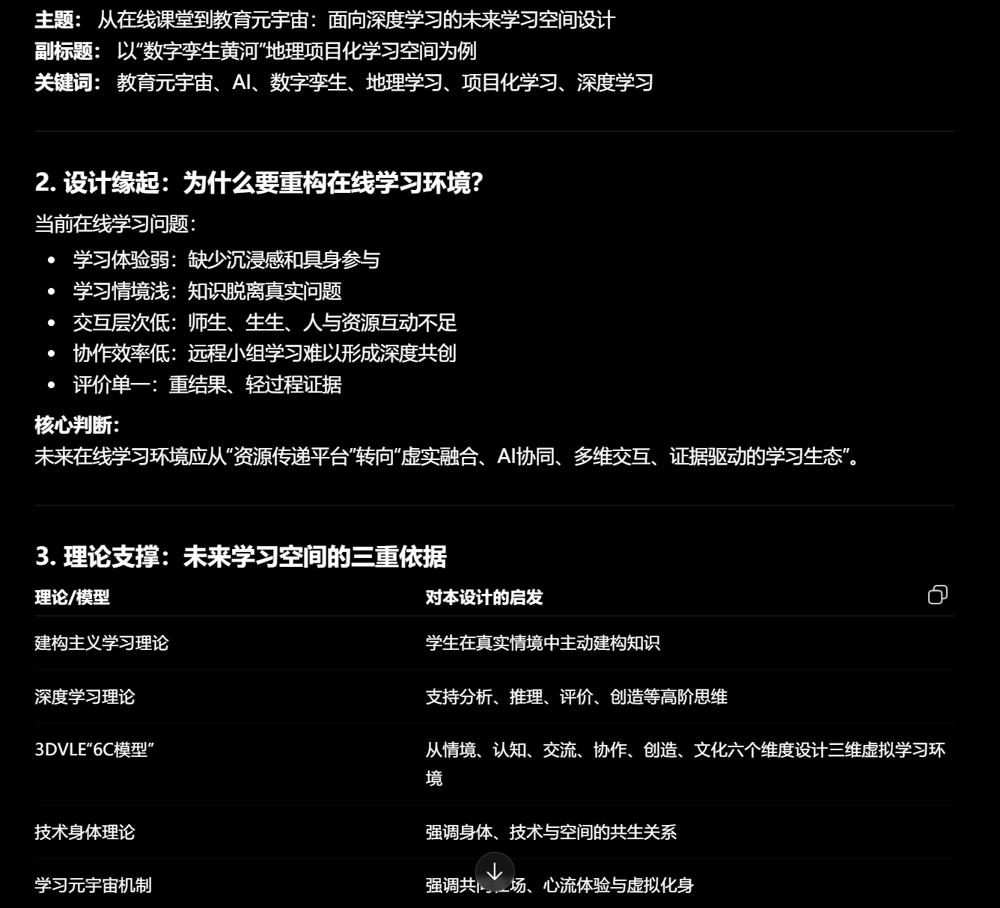 主题： 从在线课堂到教育元宇宙：面向深度学习的未来学习空间设计
副标题： 以“数字孪生黄河”地理项目化学习空间为例
关键词： 教育元宇宙、AI、数字孪生、地理学习、项目化学习、深度学习
2. 设计缘起：为什么要重构在线学习环境？
当前在线学习问题：
• 学习体验弱：缺少沉浸感和具身参与
• 学习情境浅：知识脱离真实问题
• 交互层次低：师生、生生、人与资源互动不足
• 协作效率低：远程小组学习难以形成深度共创
• 评价单一：重结果、轻过程证据
核心判断：
未来在线学习环境应从“资源传递平台”转向“虚实融合、AI协同、多维交互、证据驱动的学习生态”。
3. 理论支撑：未来学习空间的三重依据
理论/模型 对本设计的启发
建构主义学习理论 学生在真实情境中主动建构知识
深度学习理论 支持分析、推理、评价、创造等高阶思维
3DVLE“6C模型” 从情境、认知、交流、协作、创造、文化六个维度设计三维虚拟学习环
境
技术身体理论 强调身体、技术与空间的共生关系
学习元宇宙机制 强调共同在场、心流体验与虚拟化身